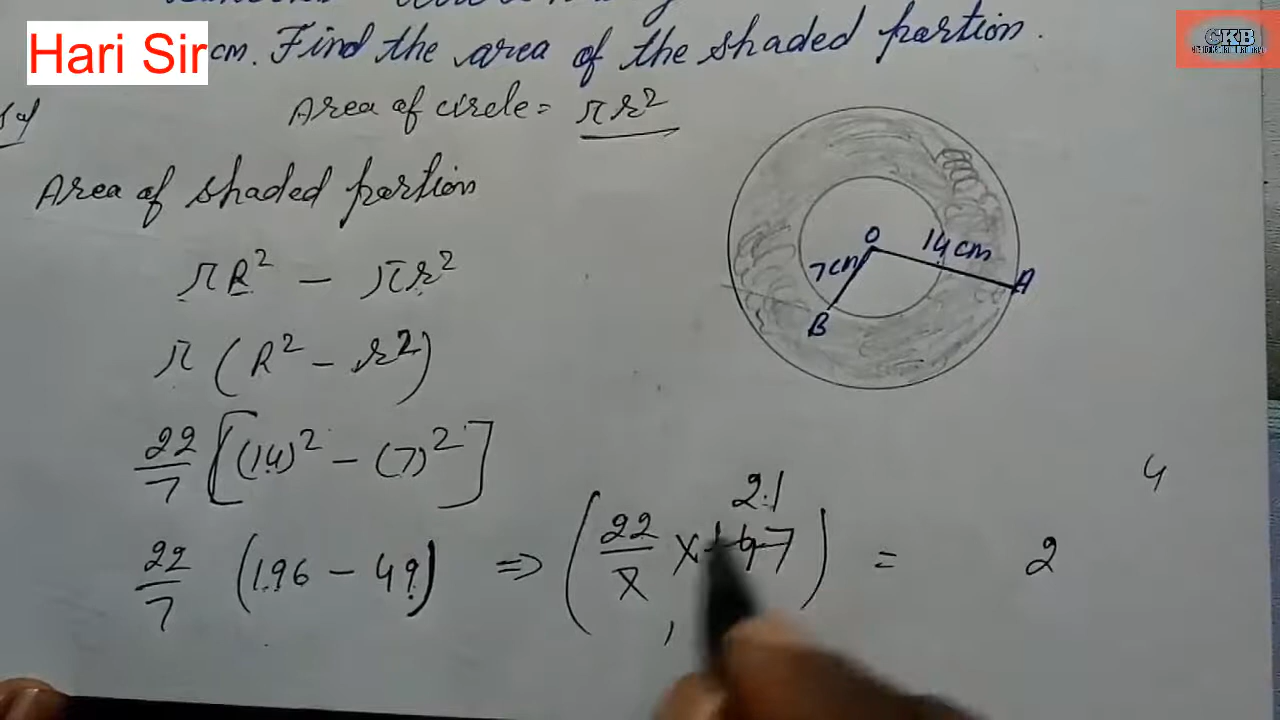 Hari Sir
GKB
cm. Find the area of the shaded portion.
Sol
Area of circle = πr²
Area of shaded portion
πR² - πr²
π(R² - r²)
22/7 [(14)² - (7)²]
22/7 (196 - 49) ⇒ (22/7 × 147) = 2
21
4
O
14cm
7cm
A
B